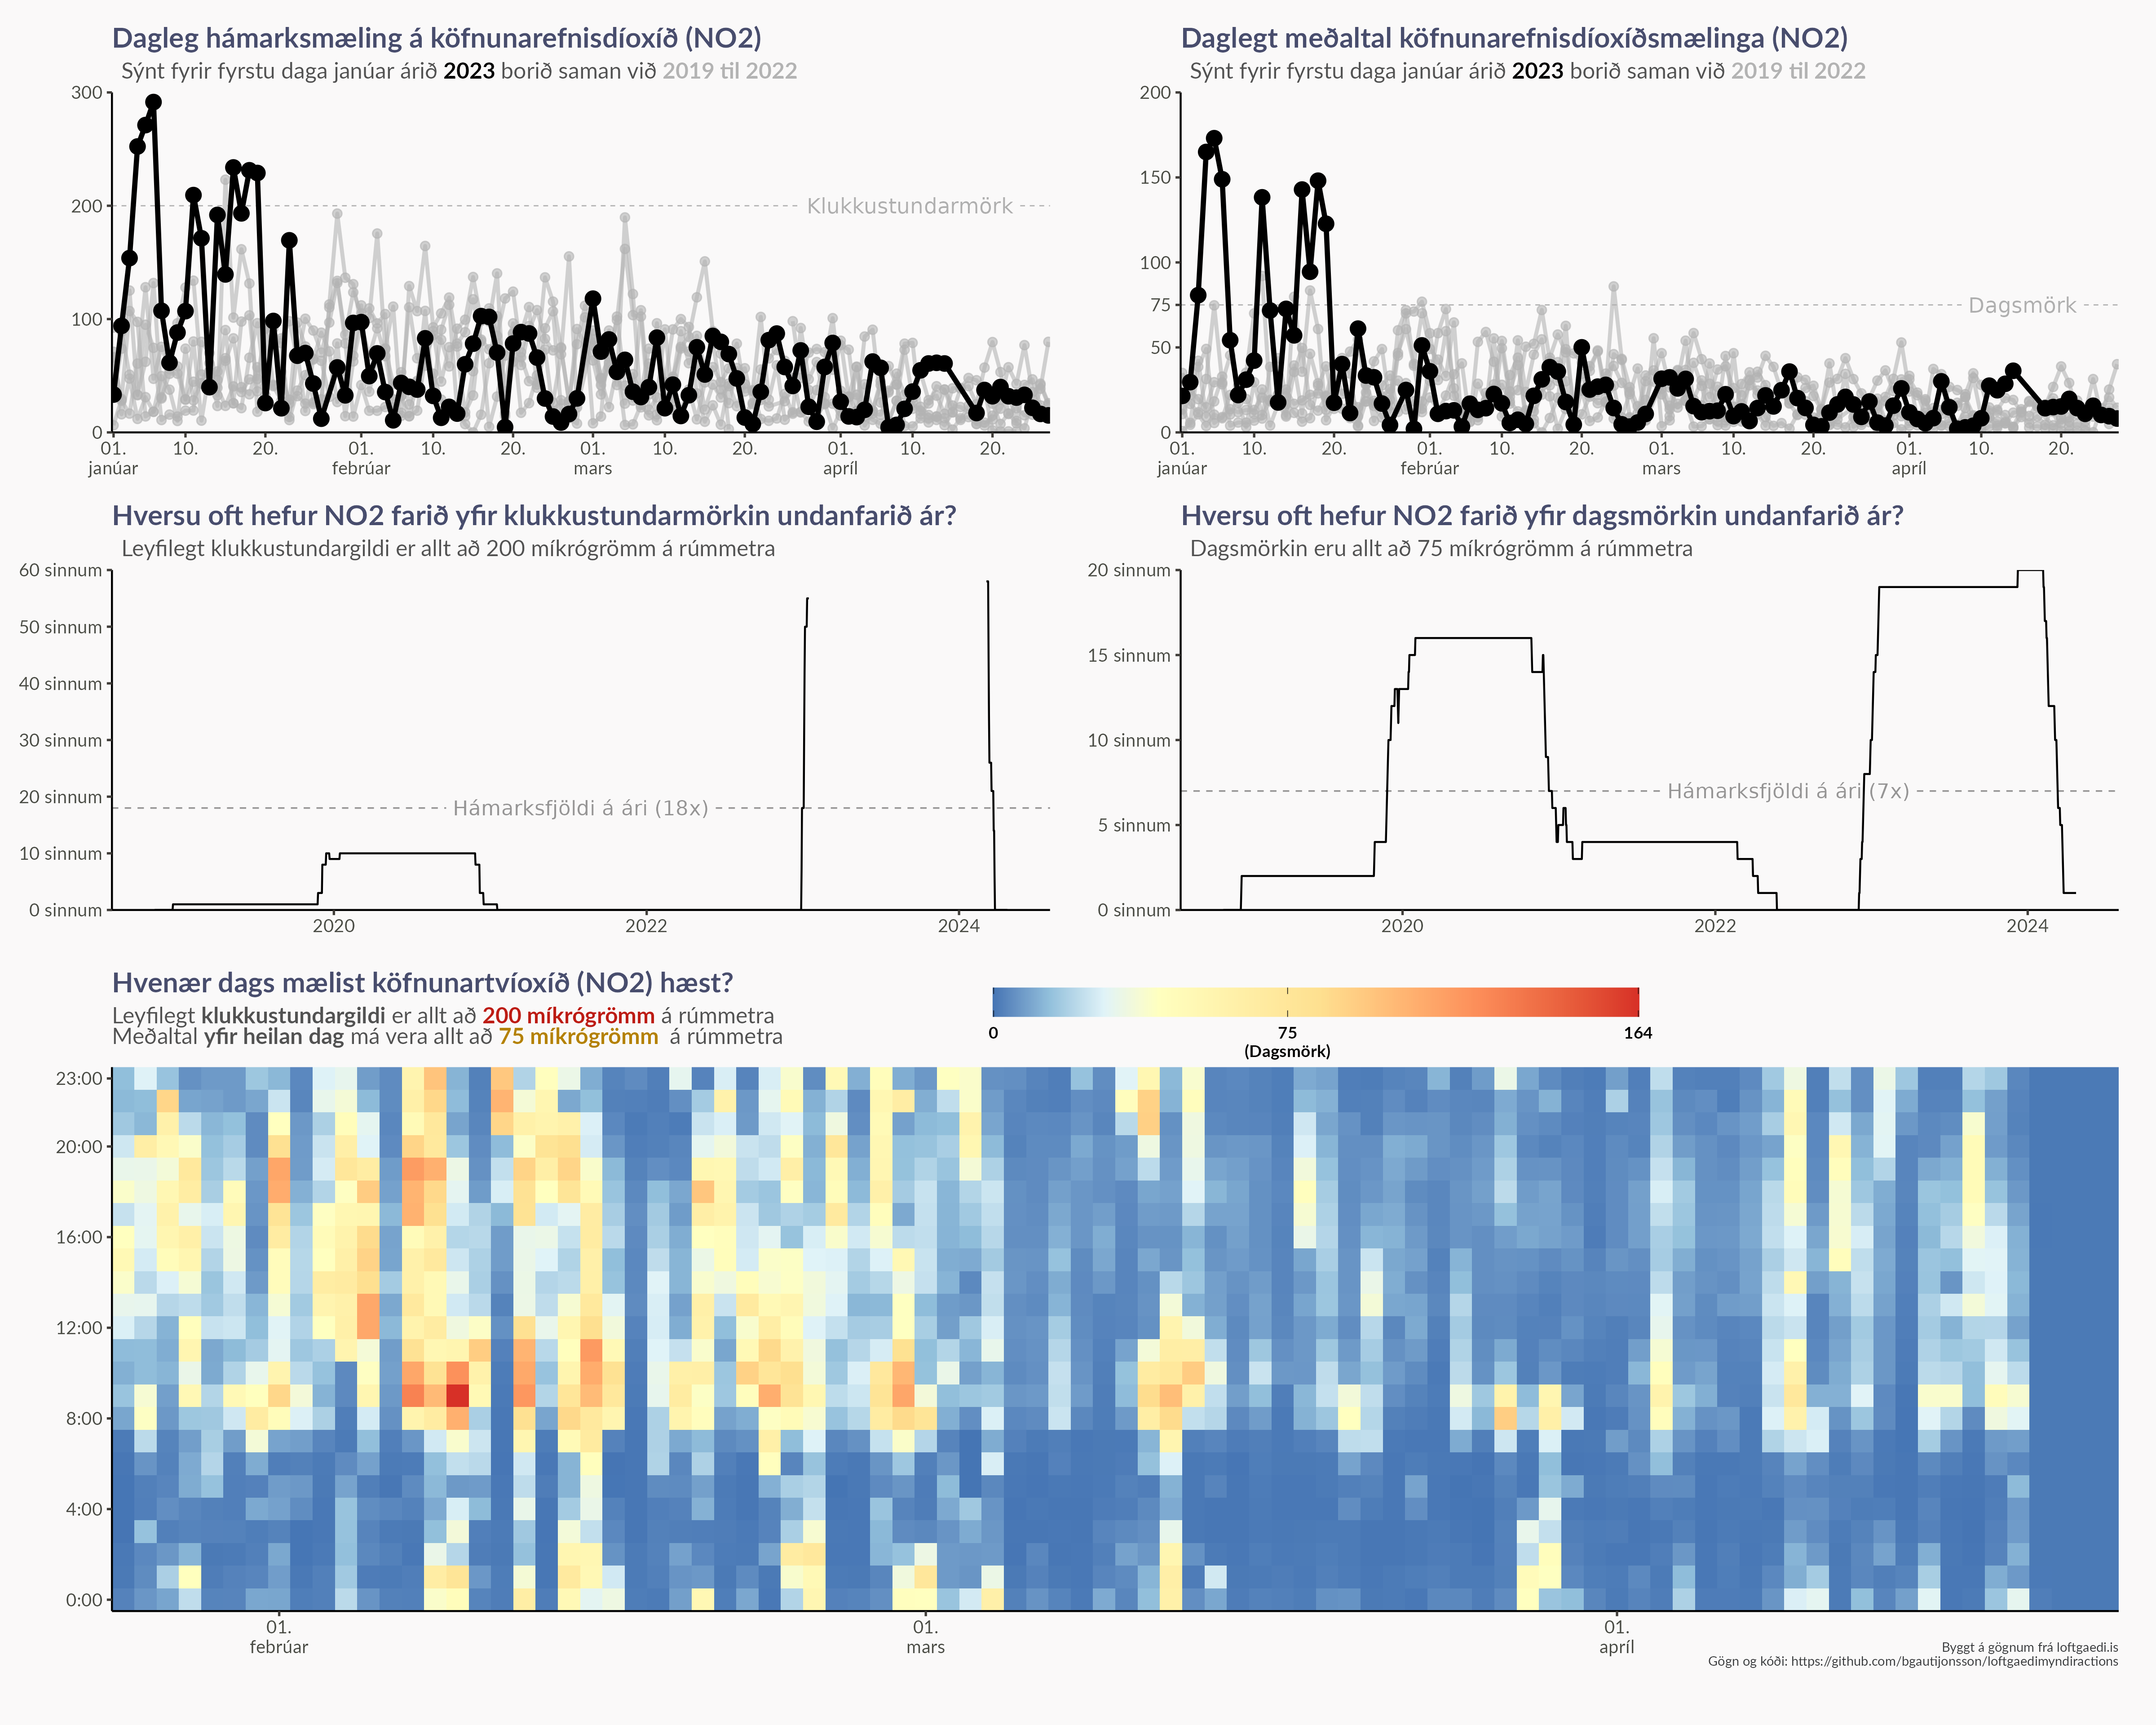 Dagleg hámarksmæling á köfnunarefnisdíoxíð (NO2)
Sýnt fyrir fyrstu daga janúar árið 2023 borið saman við 2019 til 2022
300
200
100
0
Klukkustundarmörk
01. 10. 20. 01. 10. 20. 01. 10. 20. 01. 10. 20.
janúar febrúar mars apríl
Daglegt meðaltal köfnunarefnisdíoxíðsmælinga (NO2)
Sýnt fyrir fyrstu daga janúar árið 2023 borið saman við 2019 til 2022
200
150
100
75
50
0
Dagsmörk
01. 10. 20. 01. 10. 20. 01. 10. 20. 01. 10. 20.
janúar febrúar mars apríl
Hversu oft hefur NO2 farið yfir klukkustundarmörkin undanfarið ár?
Leyfilegt klukkustundargildi er allt að 200 míkrógrömm á rúmmetra
60 sinnum
50 sinnum
40 sinnum
30 sinnum
20 sinnum
10 sinnum
0 sinnum
Hámarksfjöldi á ári (18x)
2020 2022 2024
Hversu oft hefur NO2 farið yfir dagsmörkin undanfarið ár?
Dagsmörkin eru allt að 75 míkrógrömm á rúmmetra
20 sinnum
15 sinnum
10 sinnum
5 sinnum
0 sinnum
Hámarksfjöldi á ári (7x)
2020 2022 2024
Hvenær dags mælist köfnunartvíoxíð (NO2) hæst?
Leyfilegt klukkustundargildi er allt að 200 míkrógrömm á rúmmetra
Meðaltal yfir heilan dag má vera allt að 75 míkrógrömm á rúmmetra
0 75 164
(Dagsmörk)
23:00
20:00
16:00
12:00
8:00
4:00
0:00
01. 01. 01.
febrúar mars apríl
Byggt á gögnum frá loftgaedi.is
Gögn og kóði: https://github.com/bgautijonsson/loftgaedimyndiractions